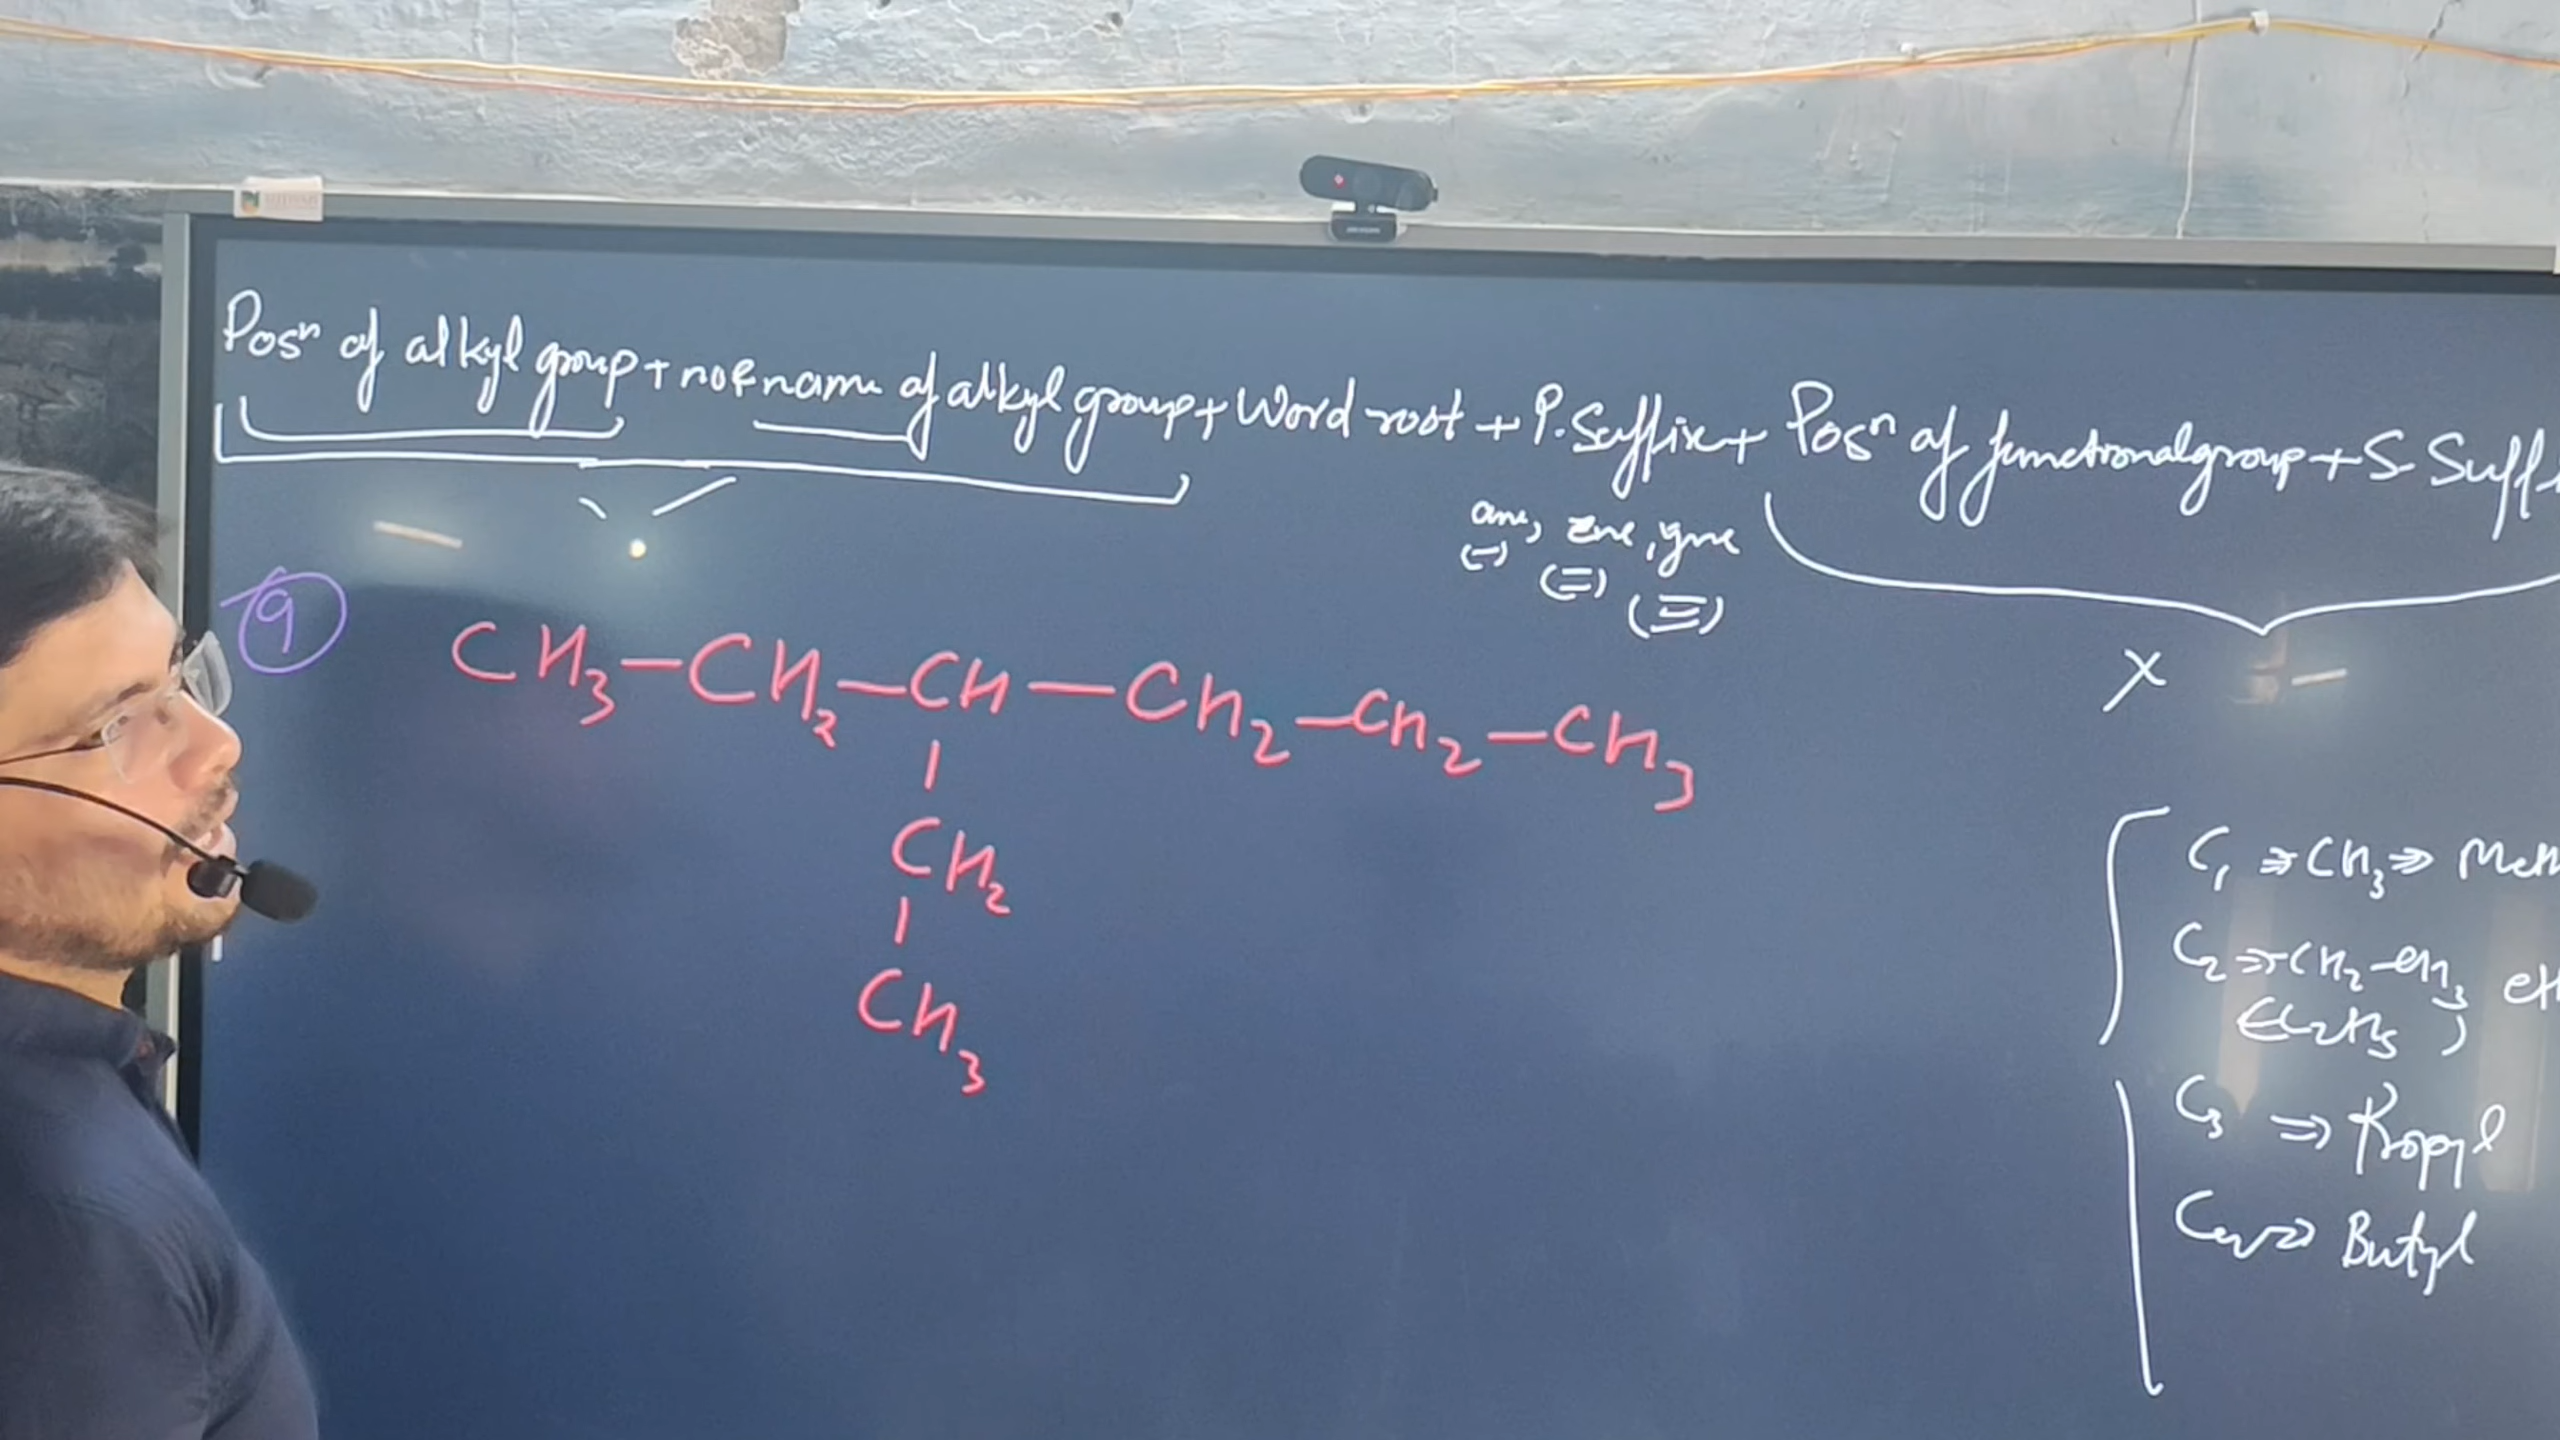 Posⁿ of alkyl group + no & name of alkyl group + Word root + P. Suffix + Posⁿ of functional group + S Suff
ane, ene, yne
(-) (=) (≡)
9
CH₃-CH₂-CH-CH₂-CH₂-CH₃
CH₂
CH₃
X
C₁ ⇒ CH₃ ⇒ Meth
C₂ ⇒ CH₂-CH₃ eth
(C₂H₅)
C₃ ⇒ Propyl
C₄ ⇒ Butyl